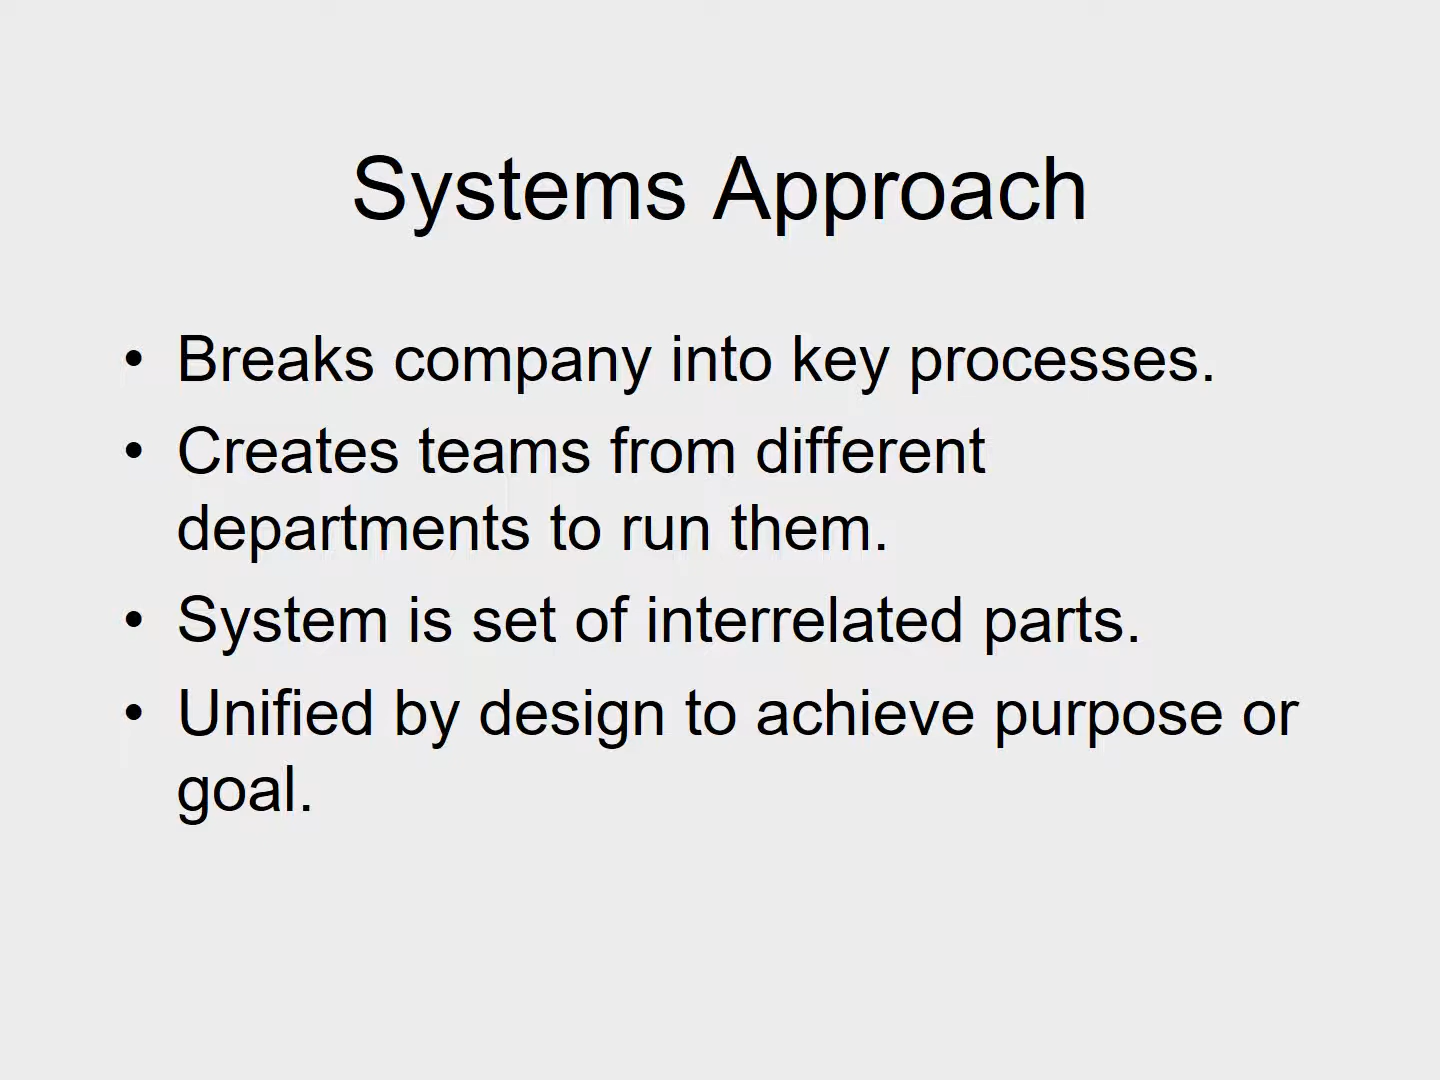 Systems Approach
• Breaks company into key processes.
• Creates teams from different
departments to run them.
• System is set of interrelated parts.
• Unified by design to achieve purpose or
goal.